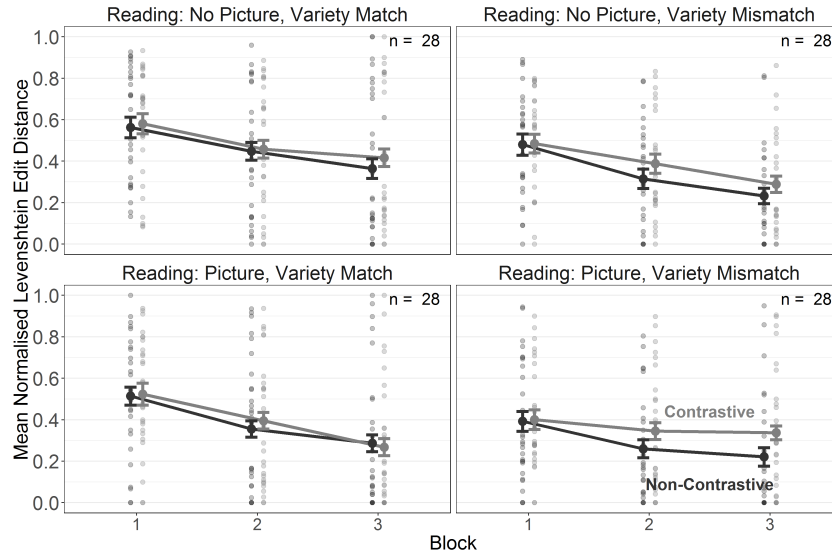 Reading: No Picture, Variety Match
Reading: No Picture, Variety Mismatch
Mean Normalised Levenshtein Edit Distance
1.0
0.8
0.6
0.4
0.2
0.0
n = 28
n = 28
Reading: Picture, Variety Match
Reading: Picture, Variety Mismatch
1.0
0.8
0.6
0.4
0.2
0.0
n = 28
n = 28
Contrastive
Non-Contrastive
1 2 3
1 2 3
Block